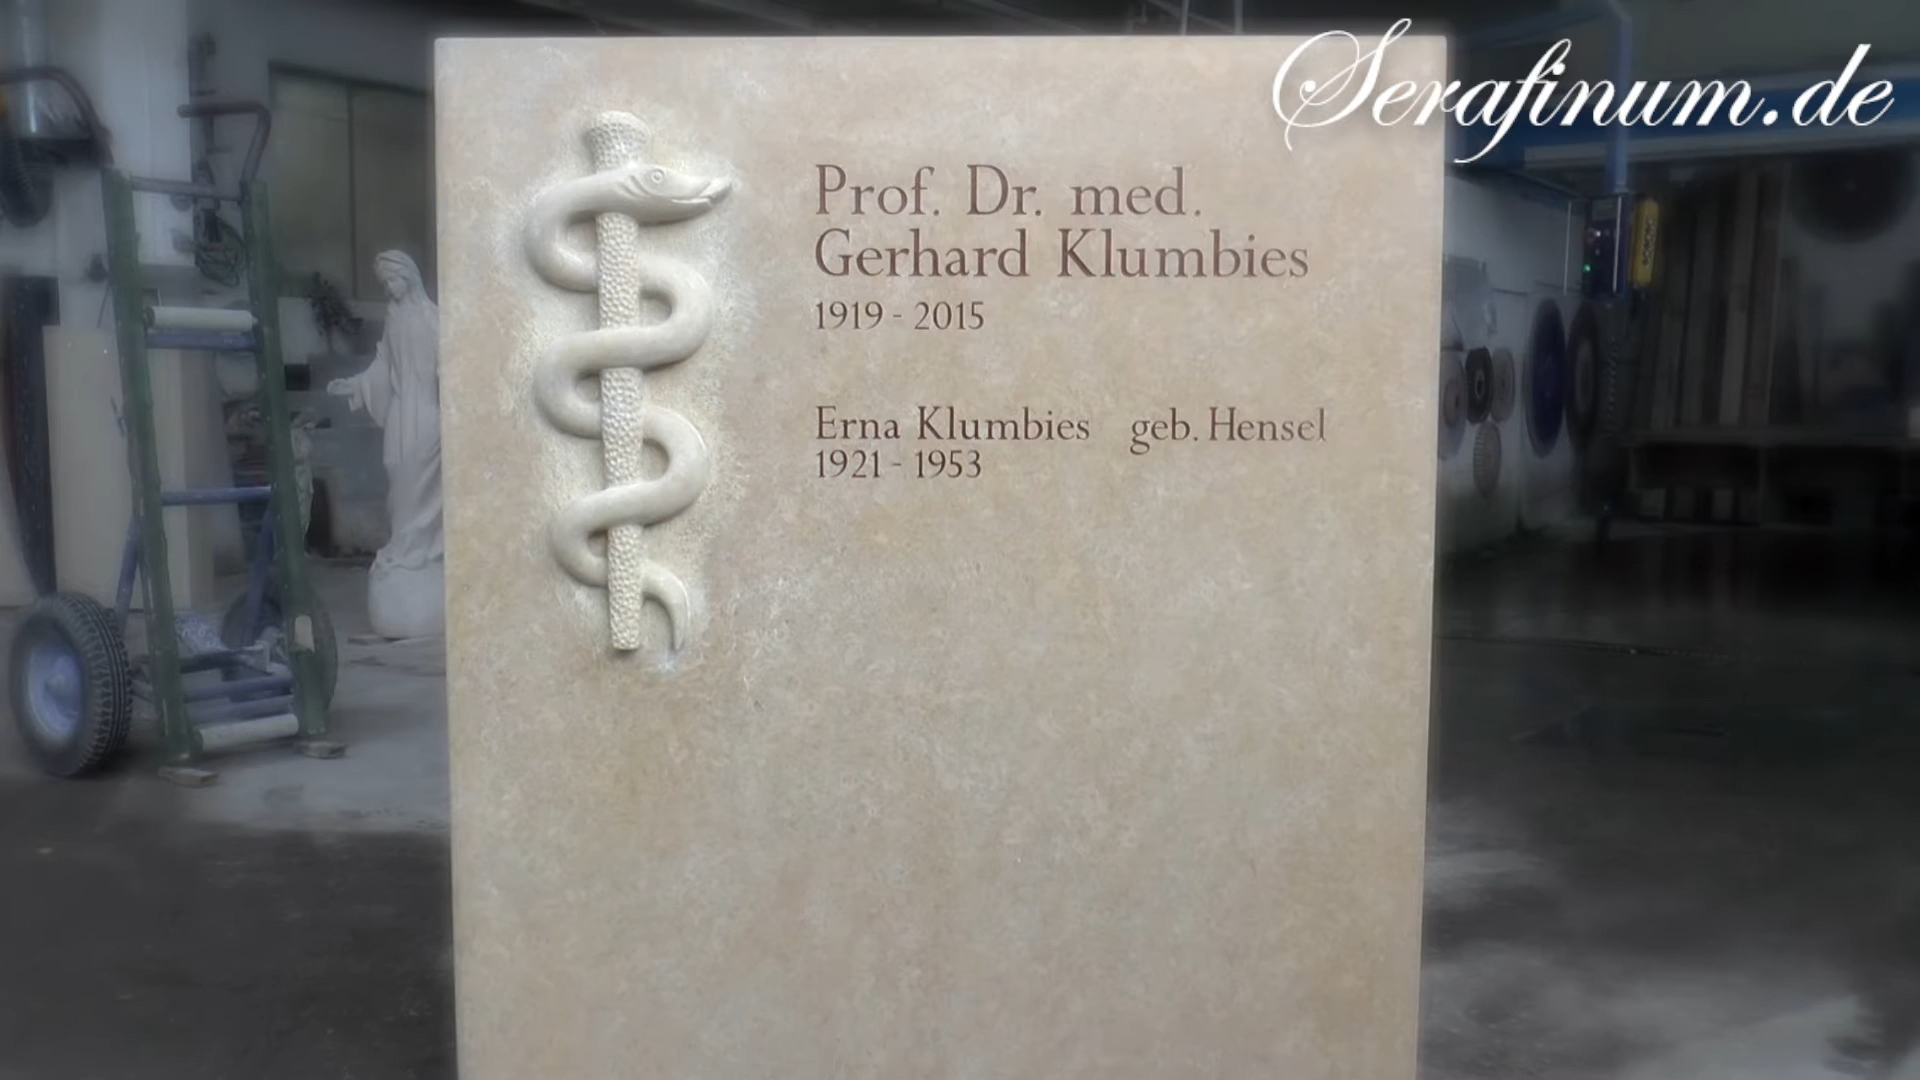 Serafinum.de
Prof. Dr. med.
Gerhard Klumbies
1919 - 2015
Erna Klumbies geb. Hensel
1921 - 1953